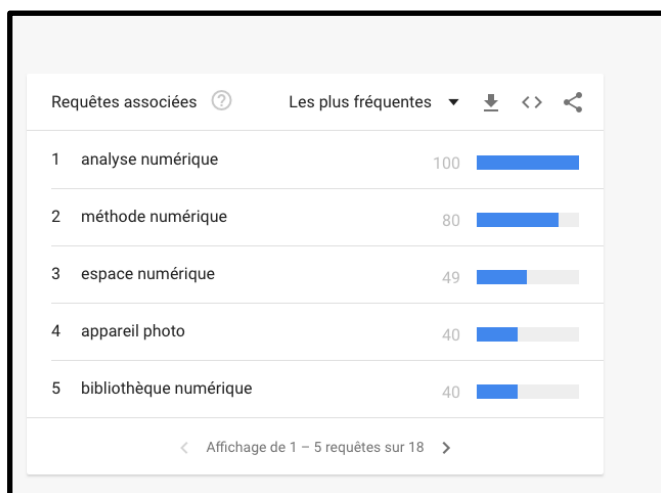 Requêtes associées ? Les plus fréquentes
1 analyse numérique 100
2 méthode numérique 80
3 espace numérique 49
4 appareil photo 40
5 bibliothèque numérique 40
Affichage de 1 – 5 requêtes sur 18